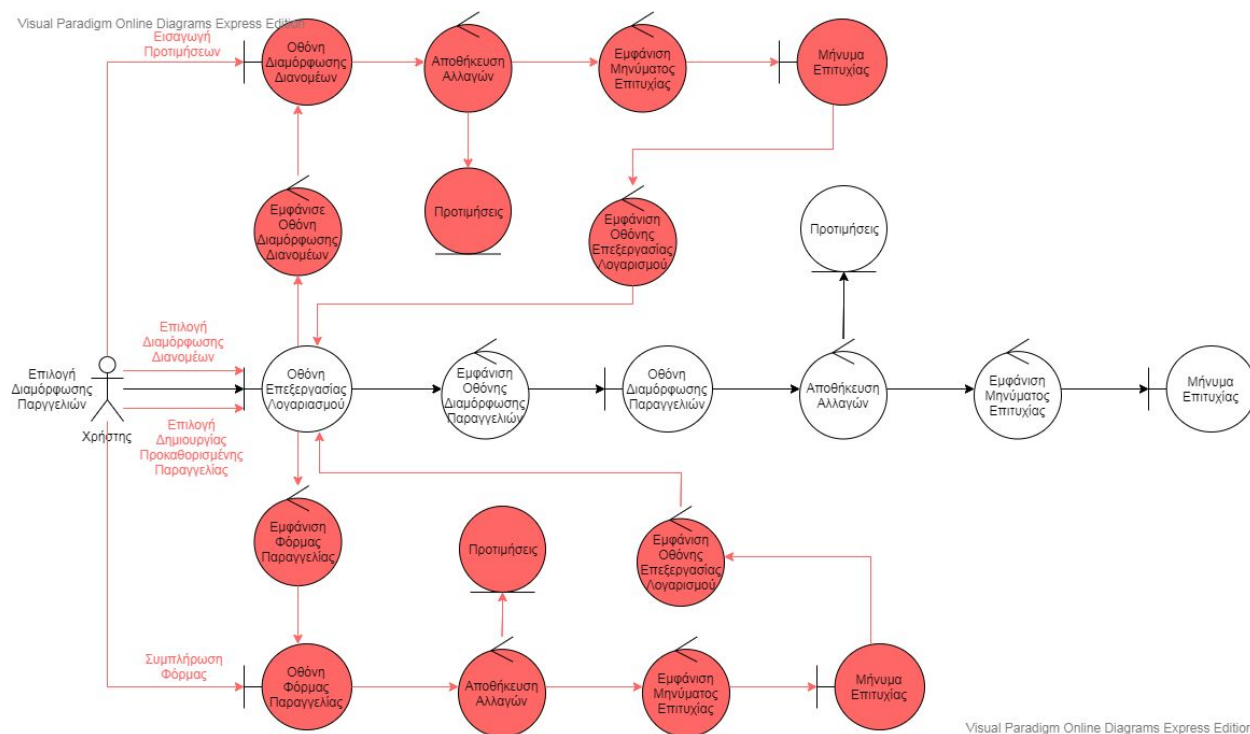 Visual Paradigm Online Diagrams Express Edition
Εισαγωγή
Προτιμήσεων
Οθόνη
Διαμόρφωσης
Διανομέων
Αποθήκευση
Αλλαγών
Εμφάνιση
Μηνύματος
Επιτυχίας
Μήνυμα
Επιτυχίας
Εμφάνισε
Οθόνη
Διαμόρφωσης
Διανομέων
Προτιμήσεις
Εμφάνιση
Οθόνης
Επεξεργασίας
Λογαρισμού
Προτιμήσεις
Επιλογή
Διαμόρφωσης
Διανομέων
Επιλογή
Διαμόρφωσης
Παργγελιών
Χρήστης
Επιλογή
Δημιουργίας
Προκαθορισμένης
Παραγγελίας
Οθόνη
Επεξεργασίας
Λογαριασμού
Εμφάνιση
Οθόνης
Διαμόρφωσης
Παραγγελιών
Οθόνη
Διαμόρφωσης
Παραγγελιών
Αποθήκευση
Αλλαγών
Εμφάνιση
Μηνύματος
Επιτυχίας
Μήνυμα
Επιτυχίας
Εμφάνιση
Φόρμας
Παραγγελίας
Προτιμήσεις
Εμφάνιση
Οθόνης
Επεξεργασίας
Λογαρισμού
Συμπλήρωση
Φόρμας
Οθόνη
Φόρμας
Παραγγελίας
Αποθήκευση
Αλλαγών
Εμφάνιση
Μηνύματος
Επιτυχίας
Μήνυμα
Επιτυχίας
Visual Paradigm Online Diagrams Express Edition